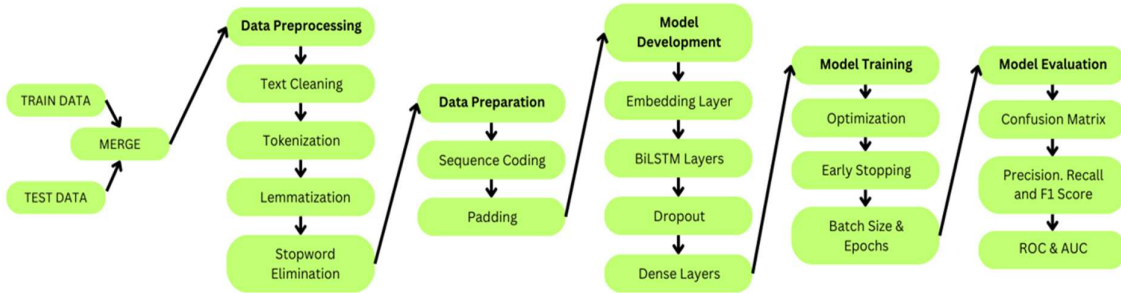 TRAIN DATA
MERGE
TEST DATA
Data Preprocessing
Text Cleaning
Tokenization
Lemmatization
Stopword
Elimination
Data Preparation
Sequence Coding
Padding
Model
Development
Embedding Layer
BiLSTM Layers
Dropout
Dense Layers
Model Training
Optimization
Early Stopping
Batch Size &
Epochs
Model Evaluation
Confusion Matrix
Precision. Recall
and F1 Score
ROC & AUC